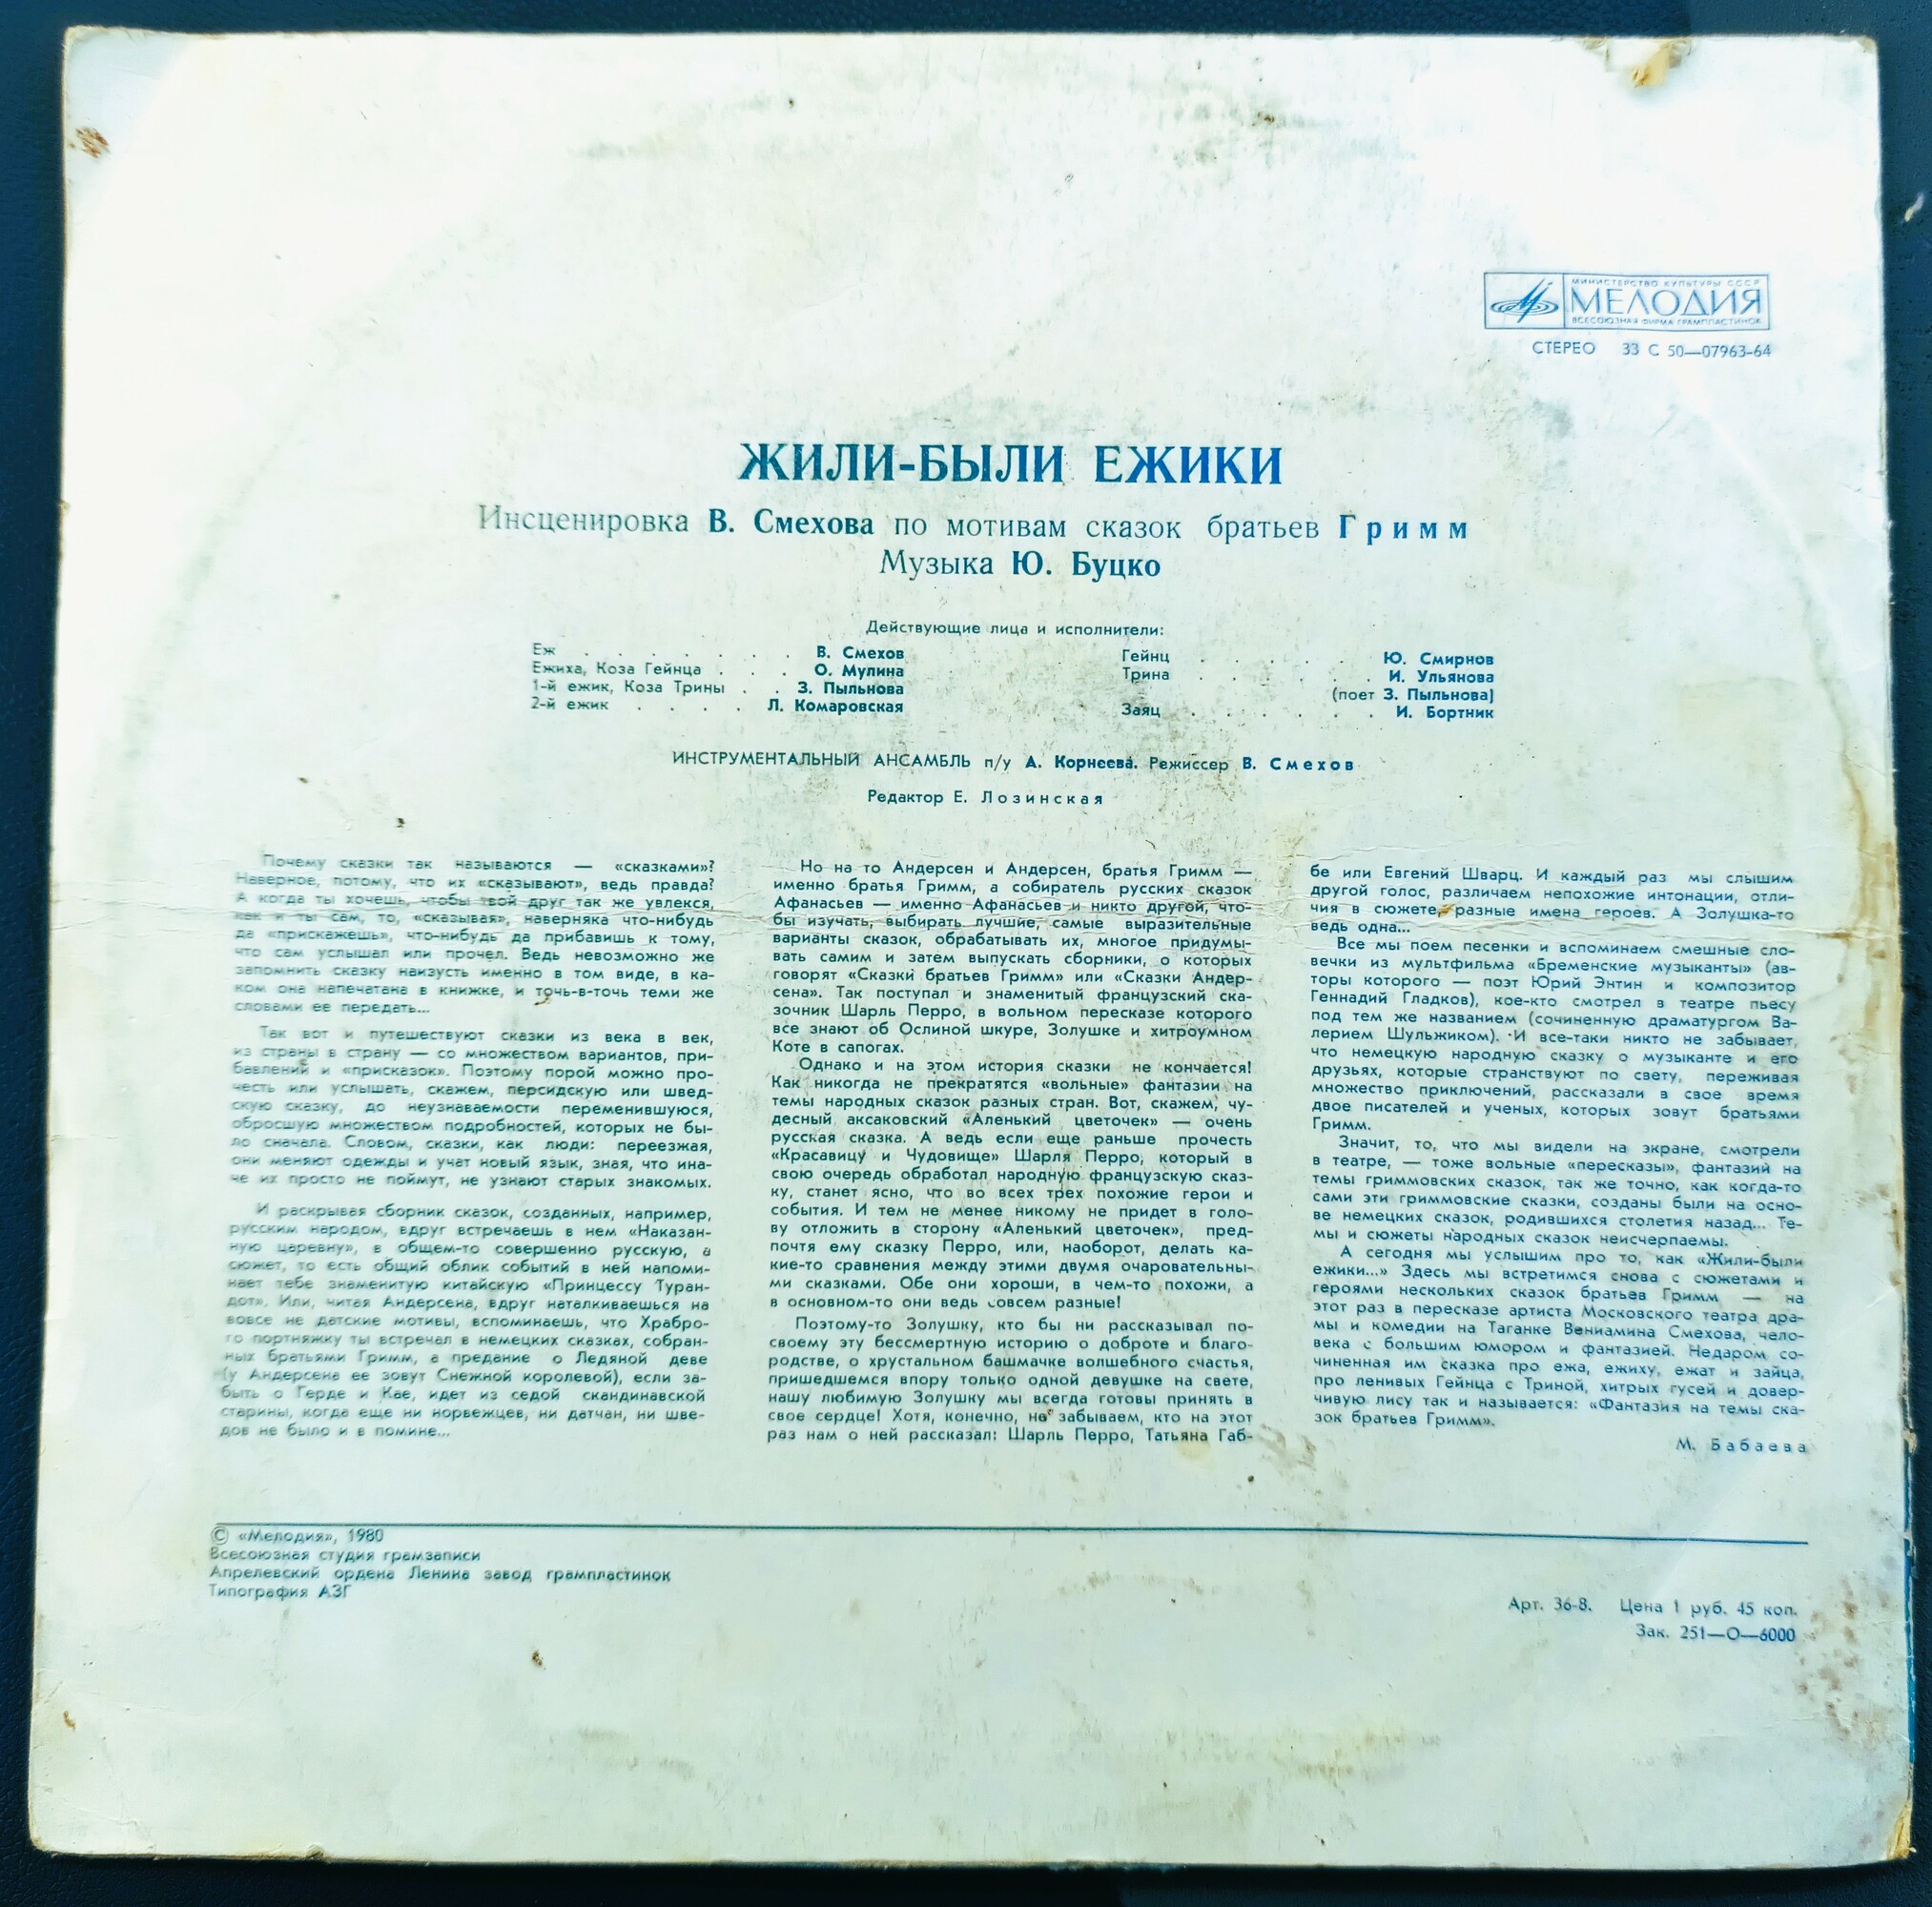 МИНИСТЕРСТВО КУЛЬТУРЫ СССР
МЕЛОДИЯ
ВСЕСОЮЗНАЯ ФИРМА ГРАМПЛАСТИНОК
СТЕРЕО 33 С 50—07963-64
ЖИЛИ-БЫЛИ ЕЖИКИ
Инсценировка В. Смехова по мотивам сказок братьев Гримм
Музыка Ю. Буцко
Действующие лица и исполнители:
Еж . . . . . . . В. Смехов
Ежиха, Коза Гейнца . . . О. Мулина
1-й ежик, Коза Трины . . З. Пыльнова
2-й ежик . . . . Л. Комаровская
Гейнц . . . . . Ю. Смирнов
Трина . . . . . . И. Ульянова
(поет З. Пыльнова)
Заяц . . . . . . И. Бортник
ИНСТРУМЕНТАЛЬНЫЙ АНСАМБЛЬ п/у А. Корнеева. Режиссер В. Смехов
Редактор Е. Лозинская
Почему сказки так называются — «сказками»?
Наверное, потому, что их «сказывают», ведь правда?
А когда ты хочешь, чтобы твой друг так же увлекся,
как и ты сам, то, «сказывая», наверняка что-нибудь
да «прискажешь», что-нибудь да прибавишь к тому,
что сам услышал или прочел. Ведь невозможно же
запомнить сказку наизусть именно в том виде, в ка-
ком она напечатана в книжке, и точь-в-точь теми же
словами ее передать...
Так вот и путешествуют сказки из века в век,
из страны в страну — со множеством вариантов, при-
бавлений и «присказок». Поэтому порой можно про-
честь или услышать, скажем, персидскую или швед-
скую сказку, до неузнаваемости переменившуюся,
обросшую множеством подробностей, которых не бы-
ло сначала. Словом, сказки, как люди: переезжая,
они меняют одежды и учат новый язык, зная, что ина-
че их просто не поймут, не узнают старых знакомых.
И раскрывая сборник сказок, созданных, например,
русским народом, вдруг встречаешь в нем «Наказан-
ную царевну», в общем-то совершенно русскую, а
сюжет, то есть общий облик событий в ней напоми-
нает тебе знаменитую китайскую «Принцессу Туран-
дот». Или, читая Андерсена, вдруг наталкиваешься на
вовсе не датские мотивы, вспоминаешь, что Храбро-
го портняжку ты встречал в немецких сказках, собран-
ных братьями Гримм, а предание о Ледяной деве
(у Андерсена ее зовут Снежной королевой), если за-
быть о Герде и Кае, идет из седой скандинавской
старины, когда еще ни норвежцев, ни датчан, ни шве-
дов не было и в помине...
Но на то Андерсен и Андерсен, братья Гримм —
именно братья Гримм, а собиратель русских сказок
Афанасьев — именно Афанасьев и никто другой, что-
бы изучать, выбирать лучшие, самые выразительные
варианты сказок, обрабатывать их, многое придумы-
вать самим и затем выпускать сборники, о которых
говорят «Сказки братьев Гримм» или «Сказки Андер-
сена». Так поступал и знаменитый французский ска-
зочник Шарль Перро, в вольном пересказе которого
все знают об Ослиной шкуре, Золушке и хитроумном
Коте в сапогах.
Однако и на этом история сказки не кончается!
Как никогда не прекратятся «вольные» фантазии на
темы народных сказок разных стран. Вот, скажем, чу-
десный аксаковский «Аленький цветочек» — очень
русская сказка. А ведь если еще раньше прочесть
«Красавицу и Чудовище» Шарля Перро, который в
свою очередь обработал народную французскую сказ-
ку, станет ясно, что во всех трех похожие герои и
события. И тем не менее никому не придет в голо-
ву отложить в сторону «Аленький цветочек», пред-
почтя ему сказку Перро, или, наоборот, делать ка-
кие-то сравнения между этими двумя очаровательны-
ми сказками. Обе они хороши, в чем-то похожи, а
в основном-то они ведь совсем разные!
Поэтому-то Золушку, кто бы ни рассказывал по-
своему эту бессмертную историю о доброте и благо-
родстве, о хрустальном башмачке волшебного счастья,
пришедшемся впору только одной девушке на свете,
нашу любимую Золушку мы всегда готовы принять в
свое сердце! Хотя, конечно, не забываем, кто на этот
раз нам о ней рассказал: Шарль Перро, Татьяна Габ-
бе или Евгений Шварц. И каждый раз мы слышим
другой голос, различаем непохожие интонации, отли-
чия в сюжете, разные имена героев. А Золушка-то
ведь одна...
Все мы поем песенки и вспоминаем смешные сло-
вечки из мультфильма «Бременские музыканты» (ав-
торы которого — поэт Юрий Энтин и композитор
Геннадий Гладков), кое-кто смотрел в театре пьесу
под тем же названием (сочиненную драматургом Ва-
лерием Шульжиком). И все-таки никто не забывает,
что немецкую народную сказку о музыканте и его
друзьях, которые странствуют по свету, переживая
множество приключений, рассказали в свое время
двое писателей и ученых, которых зовут братьями
Гримм.
Значит, то, что мы видели на экране, смотрели
в театре, — тоже вольные «пересказы», фантазий на
темы гриммовских сказок, так же точно, как когда-то
сами эти гриммовские сказки, созданы были на осно-
ве немецких сказок, родившихся столетия назад... Те-
мы и сюжеты народных сказок неисчерпаемы.
А сегодня мы услышим про то, как «Жили-были
ежики...» Здесь мы встретимся снова с сюжетами и
героями нескольких сказок братьев Гримм — на
этот раз в пересказе артиста Московского театра дра-
мы и комедии на Таганке Вениамина Смехова, чело-
века с большим юмором и фантазией. Недаром со-
чиненная им сказка про ежа, ежиху, ежат и зайца,
про ленивых Гейнца с Триной, хитрых гусей и довер-
чивую лису так и называется: «Фантазия на темы ска-
зок братьев Гримм».
М. Бабаева
© «Мелодия», 1980
Всесоюзная студия грамзаписи
Апрелевский ордена Ленина завод грампластинок
Типография АЗГ
Арт. 36-8. Цена 1 руб. 45 коп.
Зак. 251—О—6000